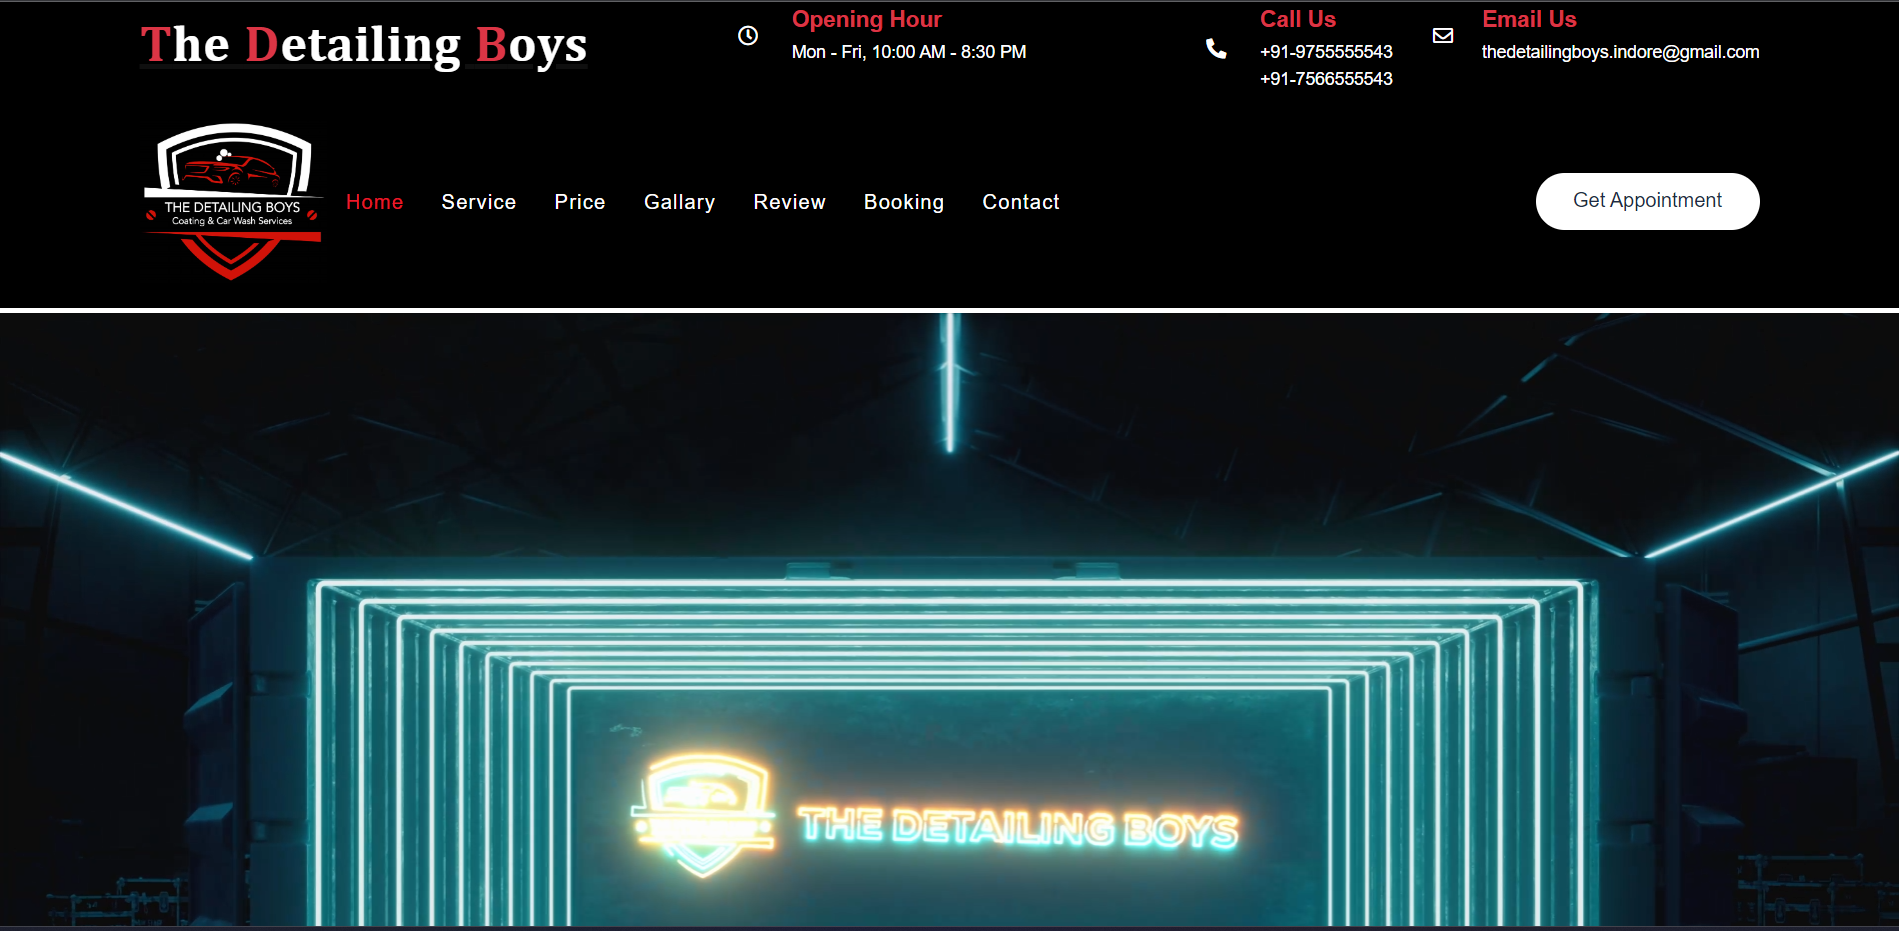 The Detailing Boys
Opening Hour
Mon - Fri, 10:00 AM - 8:30 PM
Call Us
+91-9755555543
+91-7566555543
Email Us
thedetailingboys.indore@gmail.com
THE DETAILING BOYS
Coating & Car Wash Services
Home
Service
Price
Gallary
Review
Booking
Contact
Get Appointment
THE DETAILING BOYS